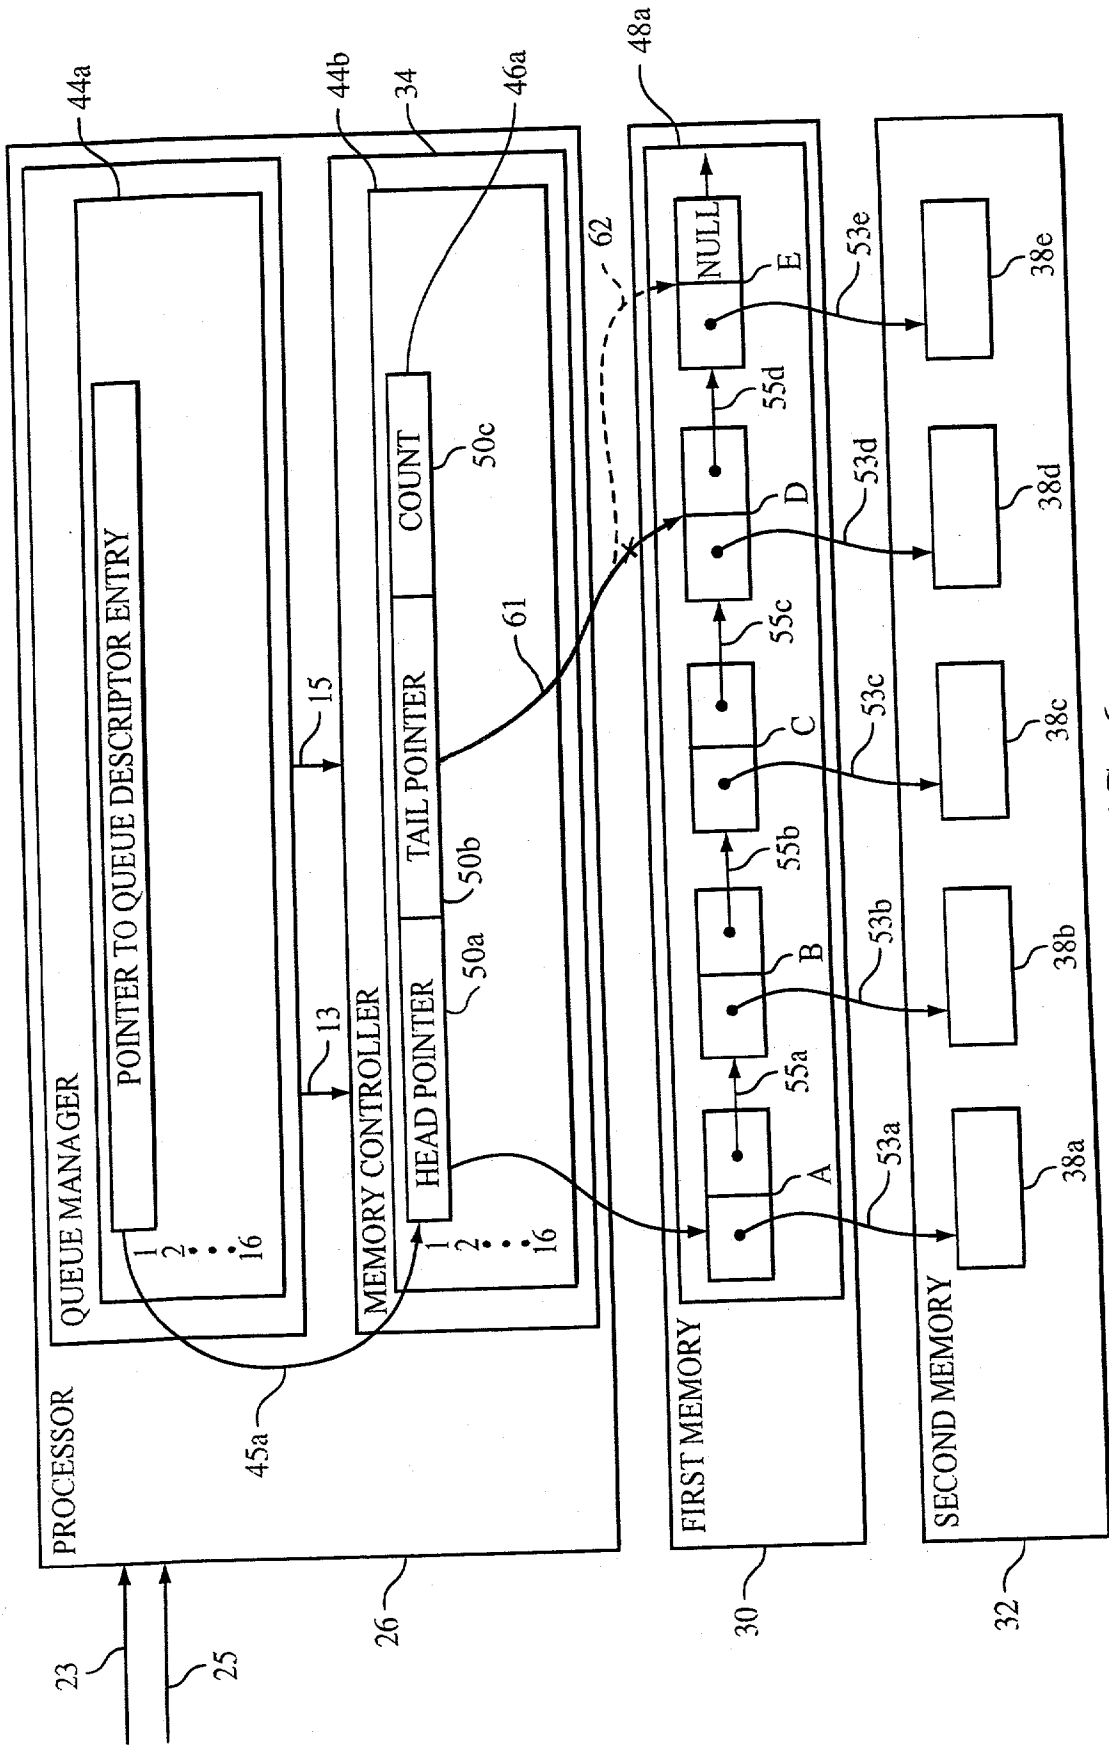 23
25
PROCESSOR
26
45a
QUEUE MANAGER
POINTER TO QUEUE DESCRIPTOR ENTRY
1
2
16
44a
13
15
MEMORY CONTROLLER
HEAD POINTER
TAIL POINTER
COUNT
50a
50b
50c
1
2
16
44b
34
46a
61
62
FIRST MEMORY
30
48a
A
B
C
D
E
NULL
55a
55b
55c
55d
53a
53b
53c
53d
53e
SECOND MEMORY
32
38a
38b
38c
38d
38e